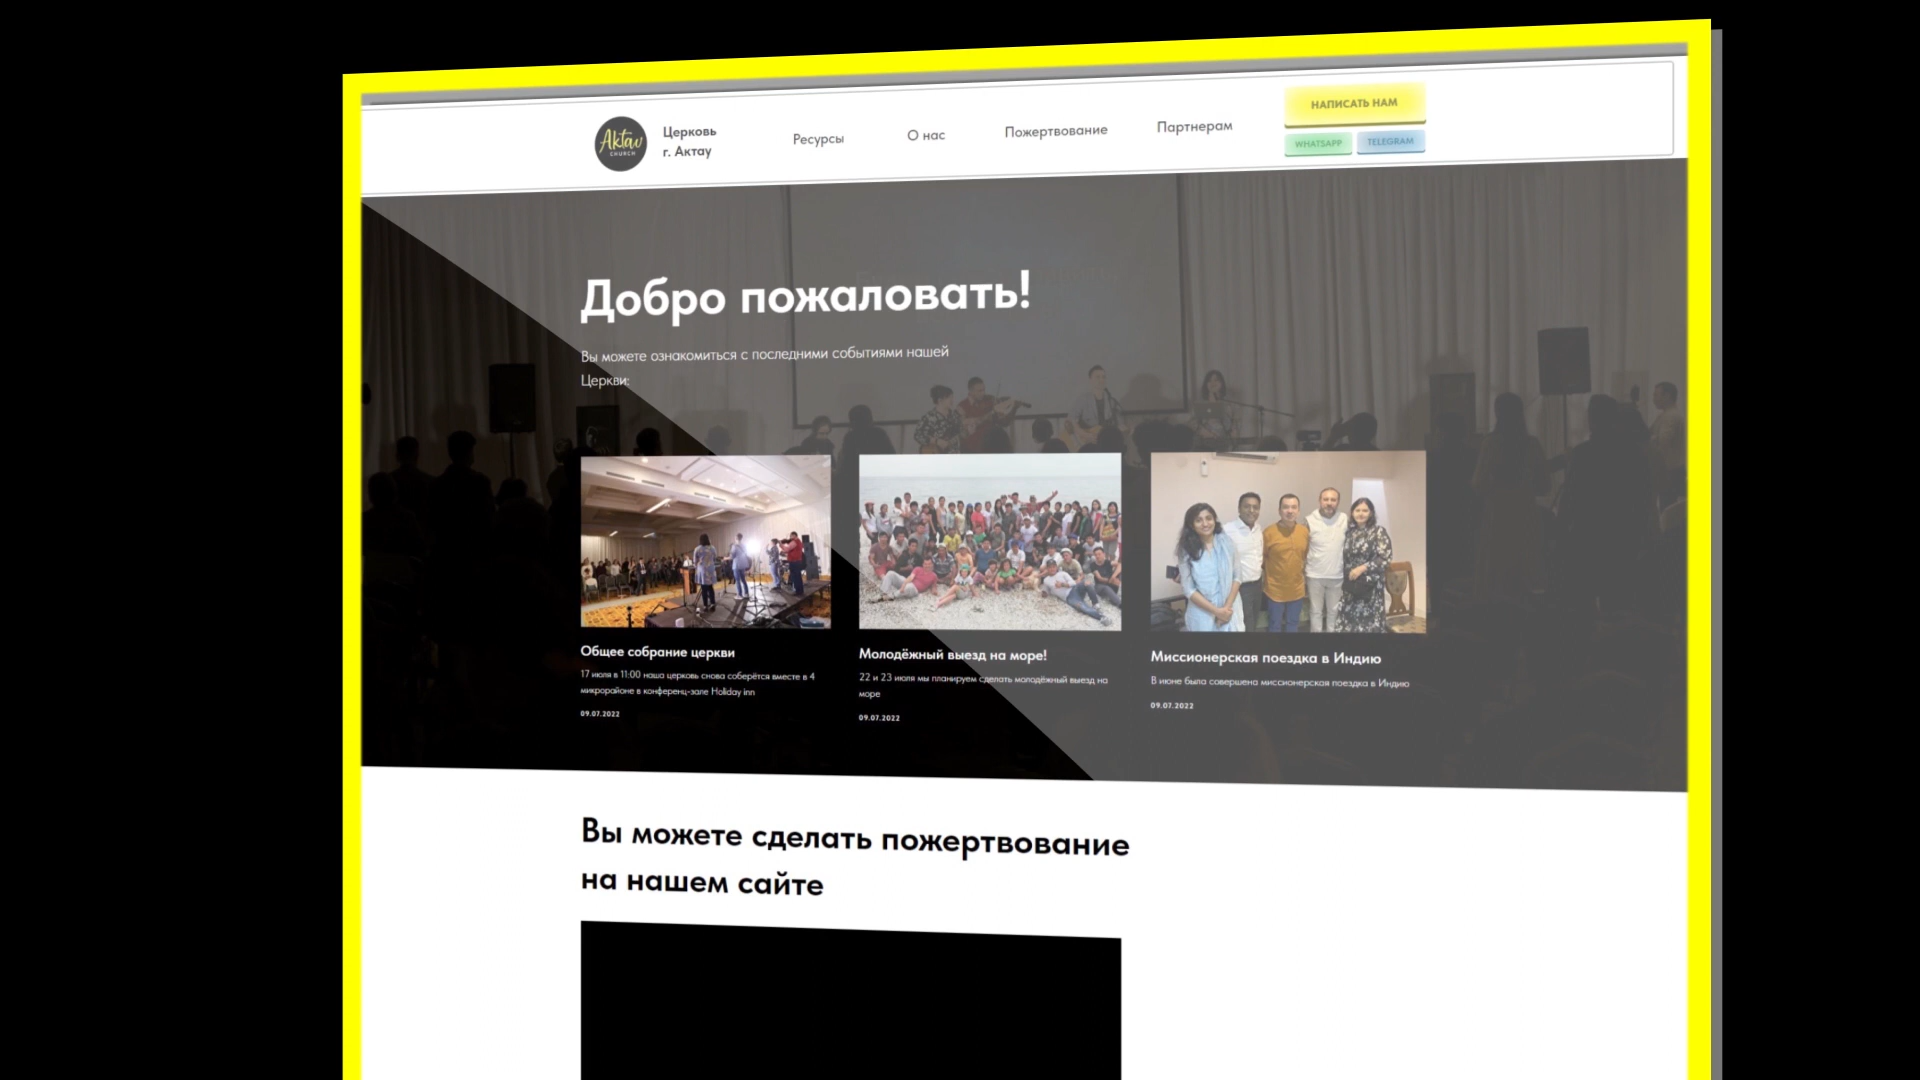 Aktau
CHURCH
Церковь
г. Актау
Ресурсы
О нас
Пожертвование
Партнерам
НАПИСАТЬ НАМ
WHATSAPP
TELEGRAM
Добро пожаловать!
Вы можете ознакомиться с последними событиями нашей
Церкви:
Общее собрание церкви
17 июля в 11:00 наша церковь снова соберётся вместе в 4
микрорайоне в конференц-зале Holiday inn
09.07.2022
Молодёжный выезд на море!
22 и 23 июля мы планируем сделать молодёжный выезд на
море
09.07.2022
Миссионерская поездка в Индию
В июне была совершена миссионерская поездка в Индию
09.07.2022
Вы можете сделать пожертвование
на нашем сайте